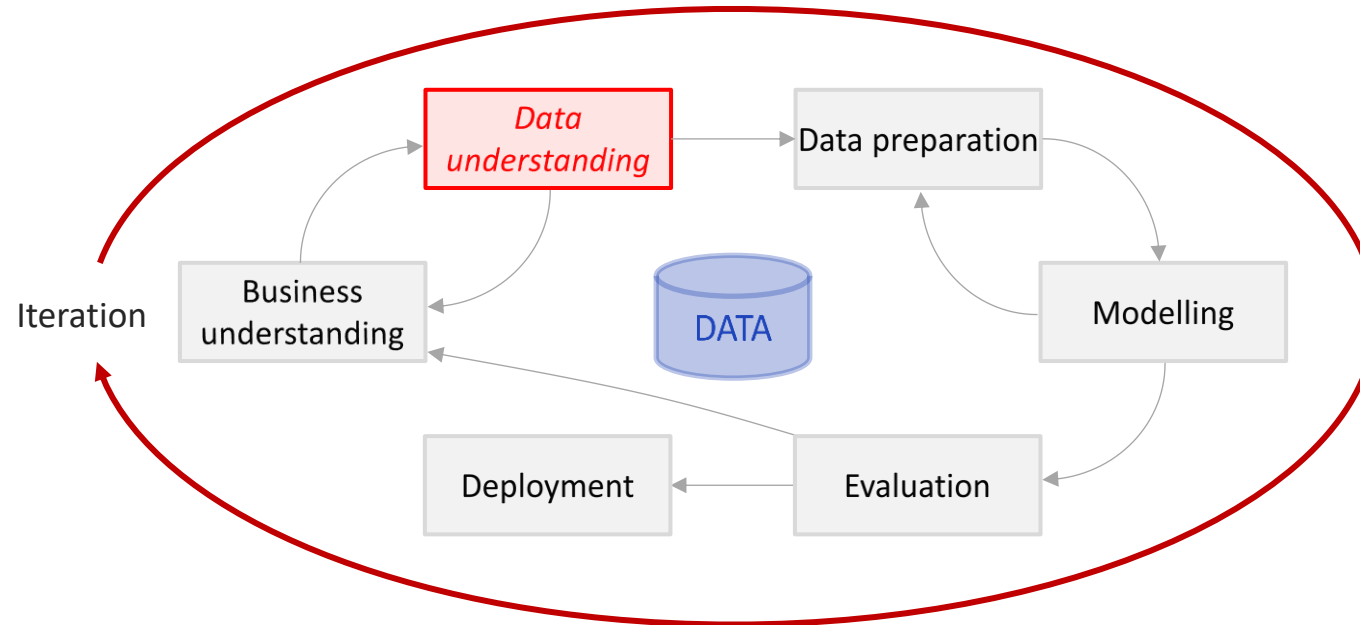 Data
understanding
Data preparation
Iteration
Business
understanding
DATA
Modelling
Deployment
Evaluation